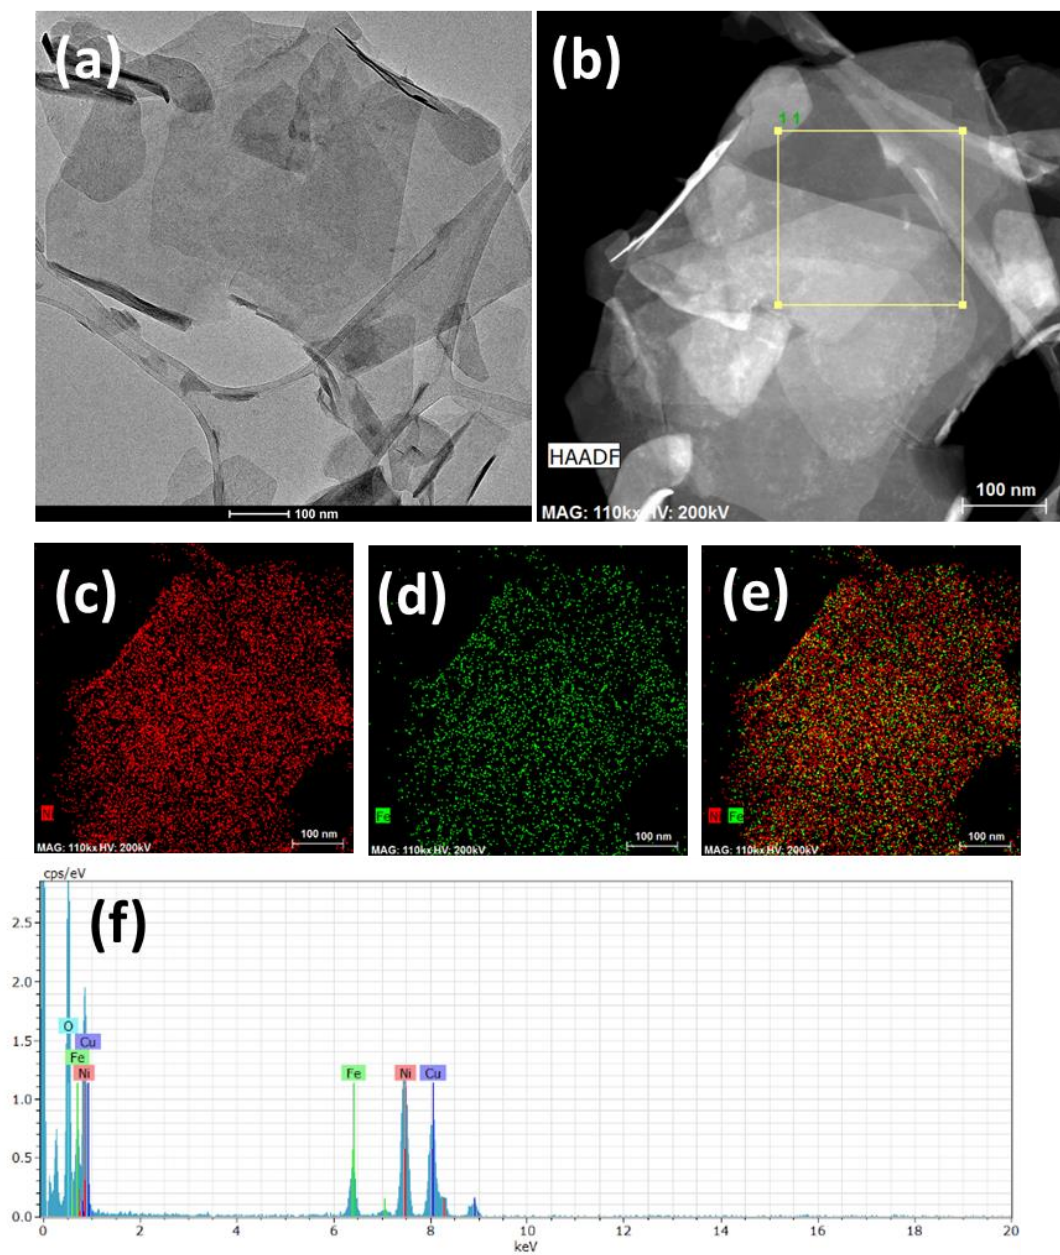 (a)
100 nm
(b)
1 1
HAADF
MAG: 110kx HV: 200kV
100 nm
(c)
Ni
MAG: 110kx HV: 200kV
100 nm
(d)
Fe
MAG: 110kx HV: 200kV
100 nm
(e)
Ni Fe
MAG: 110kx HV: 200kV
100 nm
cps/eV
(f)
2.5
2.0
1.5
1.0
0.5
0.0
O
Cu
Fe
Ni
Fe
Ni
Cu
0 2 4 6 8 10 12 14 16 18 20
keV